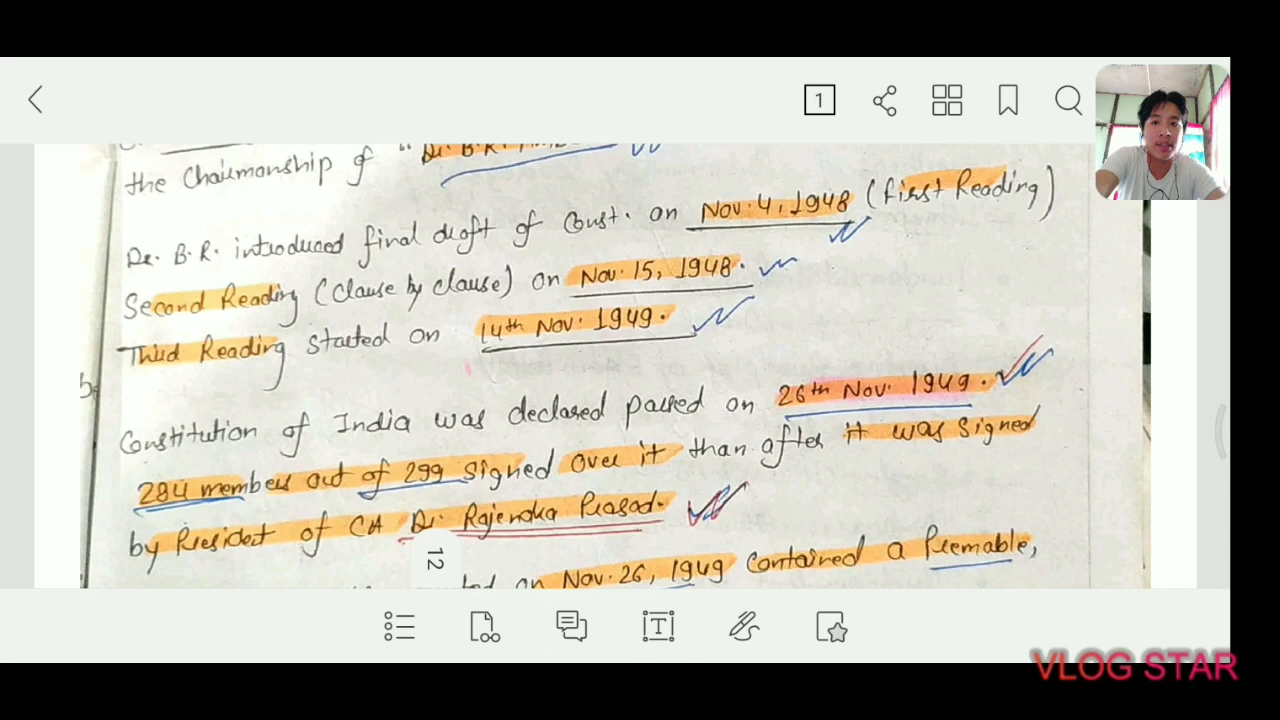 1
the Chairmanship of "Dr. B.R.
Dr. B.R. introduced final draft of Const. on Nov. 4, 1948 (First Reading)
Second Reading (Clause by clause) on Nov. 15, 1948.
Third Reading started on 14th Nov. 1949.
Constitution of India was declared passed on 26th Nov. 1949.
284 members out of 299 signed over it than after it was signed
by President of CA Dr. Rajendra Prasad.
on Nov. 26, 1949 contained a Premable,
12
VLOG STAR